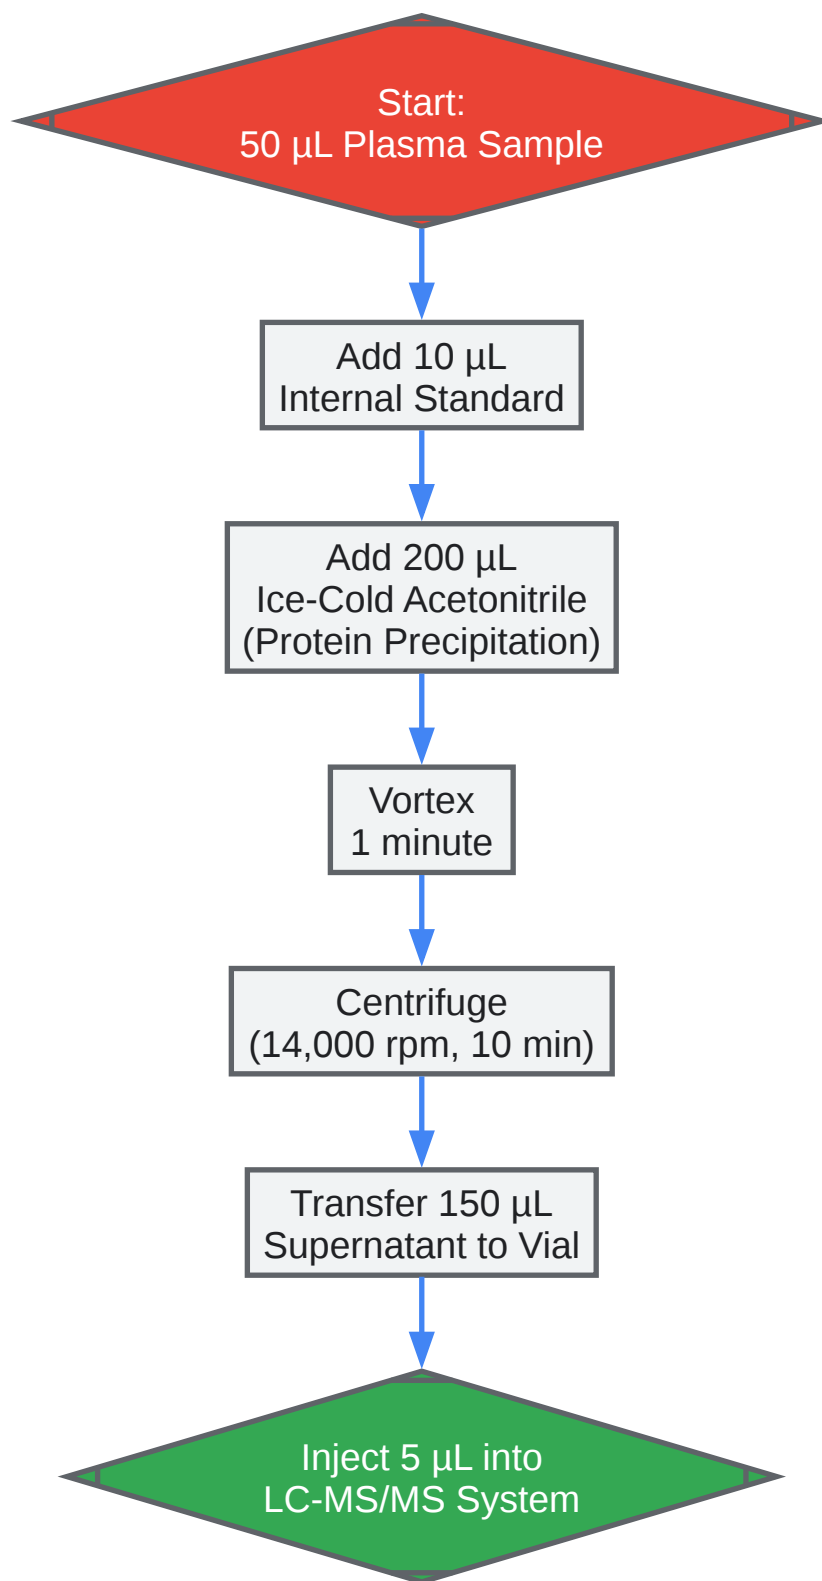 Start:
50 µL Plasma Sample
Add 10 µL
Internal Standard
Add 200 µL
Ice-Cold Acetonitrile
(Protein Precipitation)
Vortex
1 minute
Centrifuge
(14,000 rpm, 10 min)
Transfer 150 µL
Supernatant to Vial
Inject 5 µL into
LC-MS/MS System